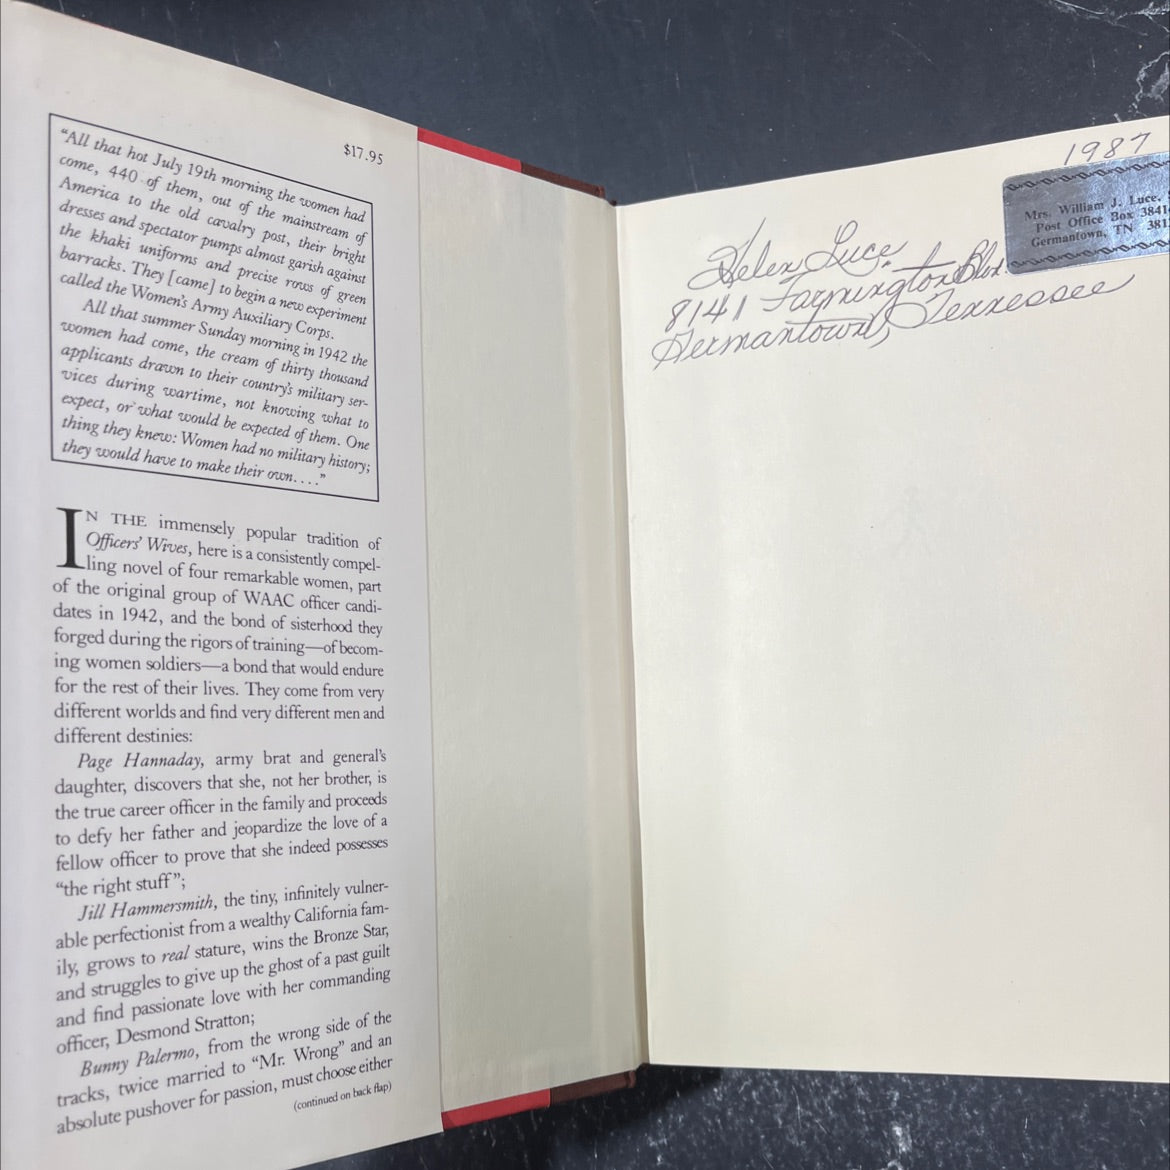 $17.95
"All that hot July 19th morning the women had
come, 440 of them, out of the mainstream of
America to the old cavalry post, their bright
dresses and spectator pumps almost garish against
the khaki uniforms and precise rows of green
barracks. They [came] to begin a new experiment
called the Women's Army Auxiliary Corps.
All that summer Sunday morning in 1942 the
women had come, the cream of thirty thousand
applicants drawn to their country's military ser-
vices during wartime, not knowing what to
expect, or what would be expected of them. One
thing they knew: Women had no military history;
they would have to make their own. . . ."
IN THE immensely popular tradition of
Officers' Wives, here is a consistently compel-
ling novel of four remarkable women, part
of the original group of WAAC officer candi-
dates in 1942, and the bond of sisterhood they
forged during the rigors of training—of becom-
ing women soldiers—a bond that would endure
for the rest of their lives. They come from very
different worlds and find very different men and
different destinies:
Page Hannaday, army brat and general's
daughter, discovers that she, not her brother, is
the true career officer in the family and proceeds
to defy her father and jeopardize the love of a
fellow officer to prove that she indeed possesses
"the right stuff";
Jill Hammersmith, the tiny, infinitely vulner-
able perfectionist from a wealthy California fam-
ily, grows to real stature, wins the Bronze Star,
and struggles to give up the ghost of a past guilt
and find passionate love with her commanding
officer, Desmond Stratton;
Bunny Palermo, from the wrong side of the
tracks, twice married to "Mr. Wrong" and an
absolute pushover for passion, must choose either
(continued on back flap)
1987
Mrs. William J. Luce,
Post Office Box 3841
Germantown, TN 381
Helen Luce
8141 Farmington Blvd.
Germantown, Tennessee